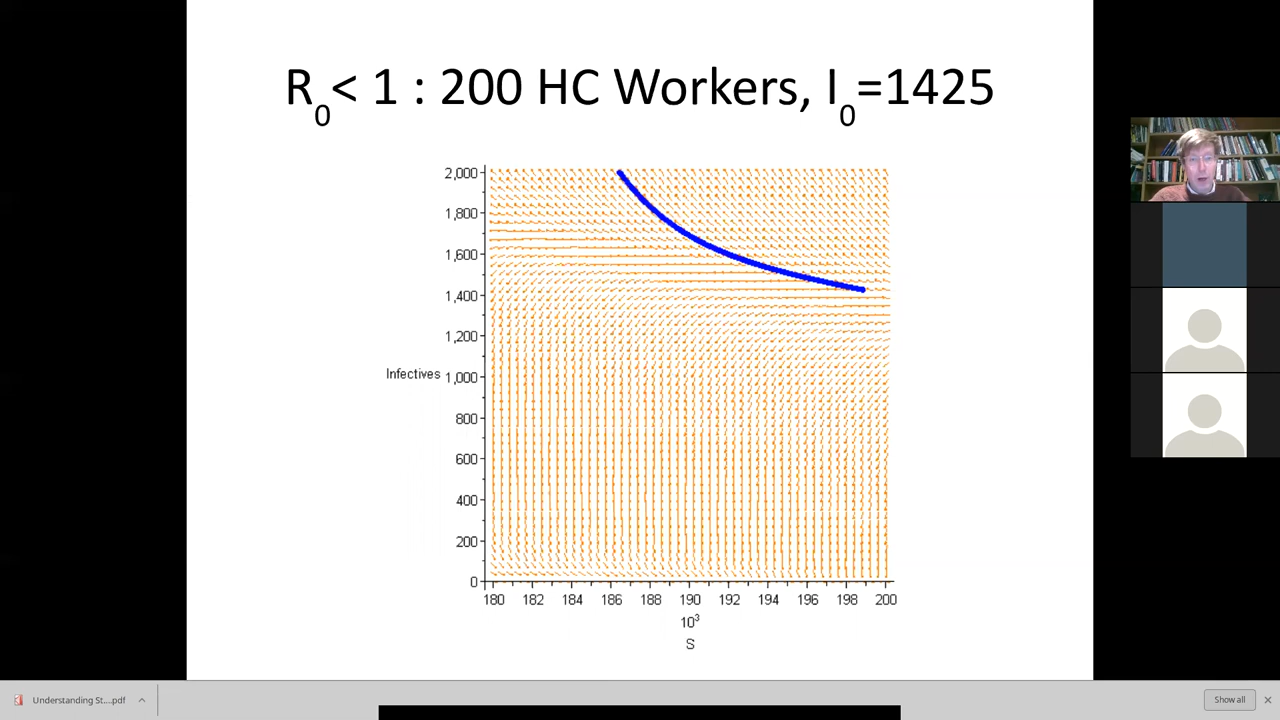 R0< 1 : 200 HC Workers, I0=1425
2,000
1,800
1,600
1,400
1,200
Infectives
1,000
800
600
400
200
0
180 182 184 186 188 190 192 194 196 198 200
10³
S
Understanding St....pdf
Show all